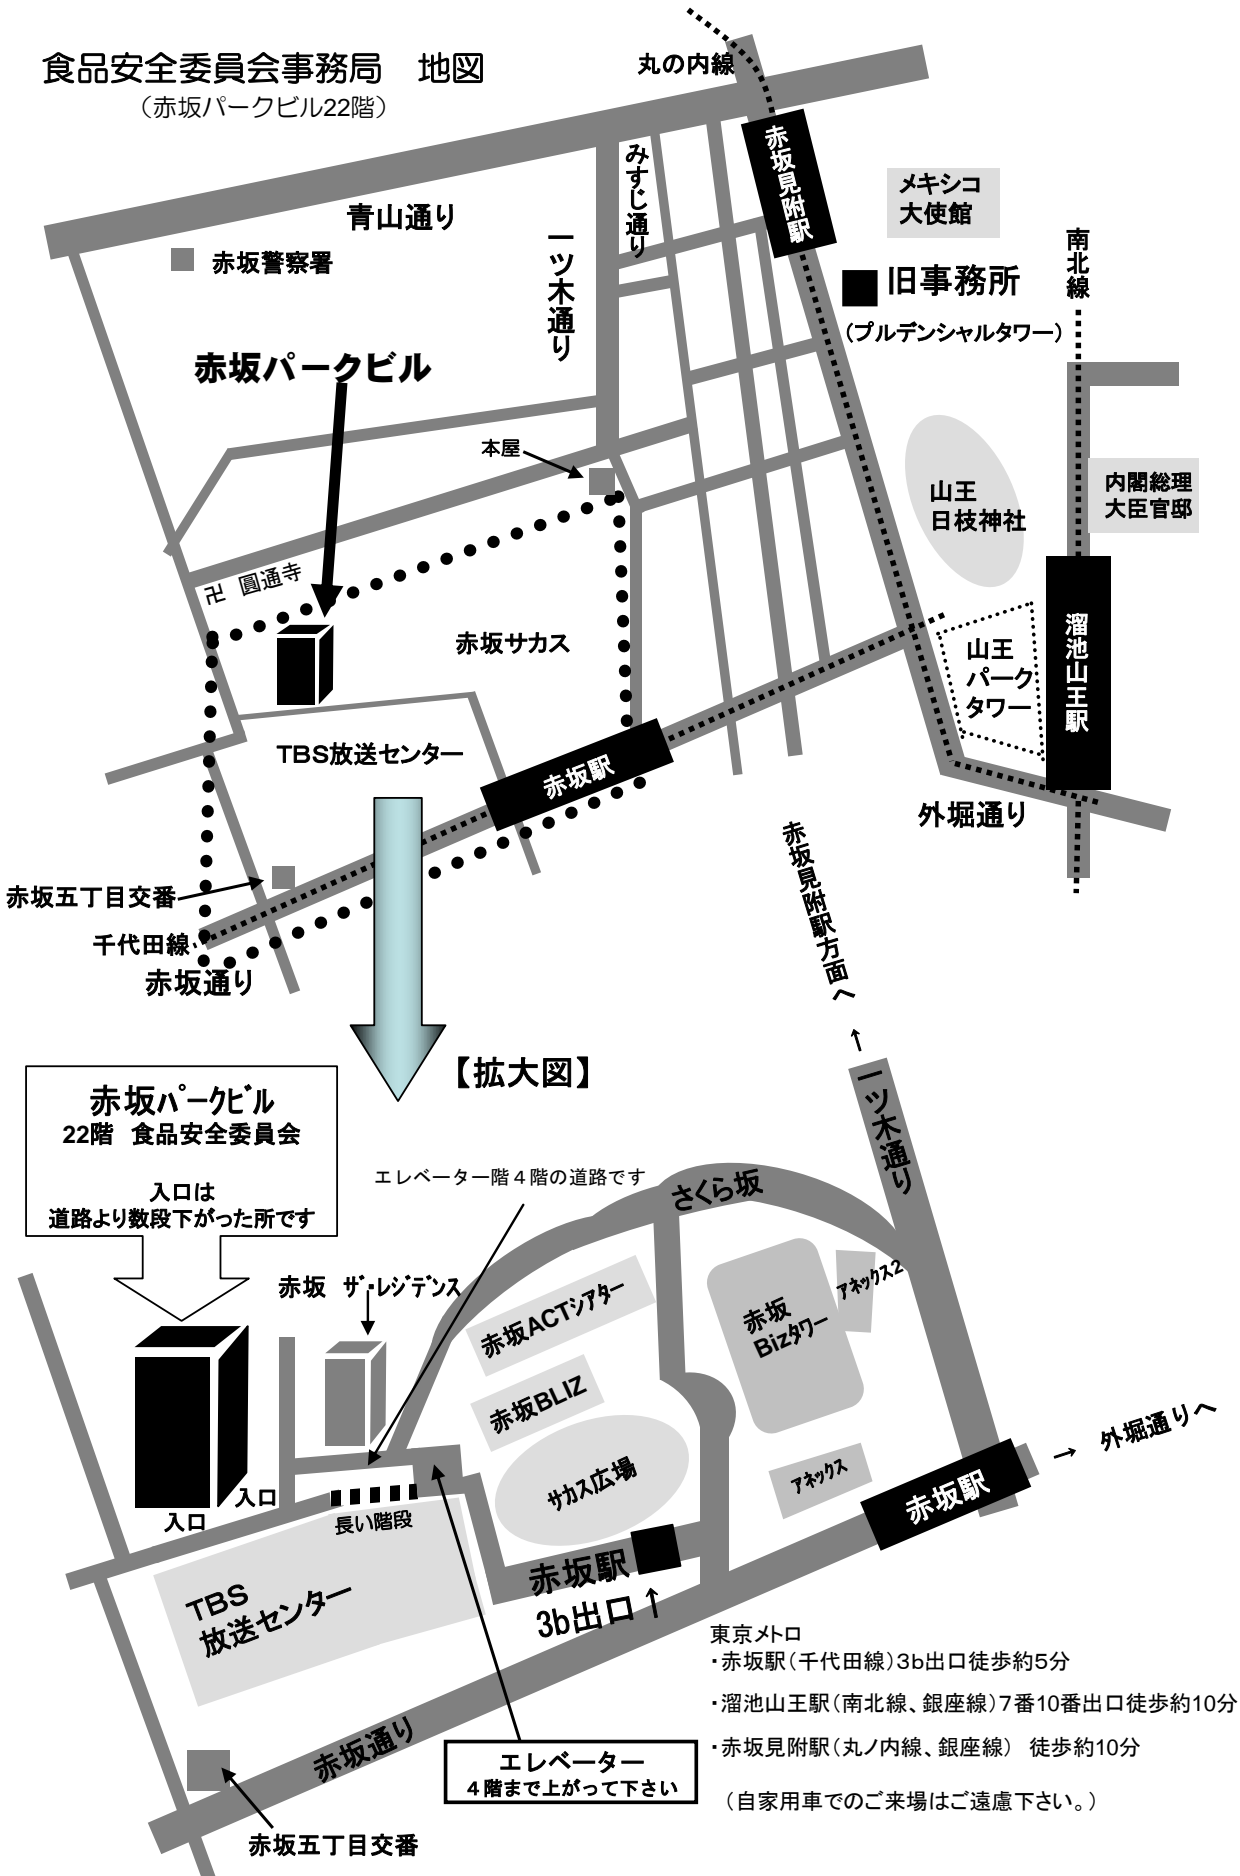 食品安全委員会事務局　地図
（赤坂パークビル22階）
丸の内線
赤坂見附駅
みすじ通り
メキシコ
大使館
青山通り
赤坂警察署
一ツ木通り
南北線
旧事務所
（プルデンシャルタワー）
赤坂パークビル
本屋
山王
日枝神社
内閣総理
大臣官邸
卍　圓通寺
赤坂サカス
溜池山王駅
山王
パーク
タワー
TBS放送センター
赤坂駅
外堀通り
赤坂五丁目交番
千代田線
赤坂通り
赤坂見附駅方面へ
↑
【拡大図】
赤坂パークビル
22階　食品安全委員会
入口は
道路より数段下がった所です
一ツ木通り
エレベーター階４階の道路です
さくら坂
赤坂　ザ・レジデンス
赤坂ACTシアター
赤坂
Bizタワー
アネックス2
赤坂BLIZ
サカス広場
アネックス
→　外堀通りへ
赤坂駅
入口
入口
長い階段
TBS
放送センター
赤坂駅
3b出口↑
東京メトロ
・赤坂駅（千代田線）3b出口徒歩約5分
・溜池山王駅（南北線、銀座線）7番10番出口徒歩約10分
・赤坂見附駅（丸ノ内線、銀座線）　徒歩約10分
（自家用車でのご来場はご遠慮下さい。）
赤坂通り
エレベーター
４階まで上がって下さい
赤坂五丁目交番